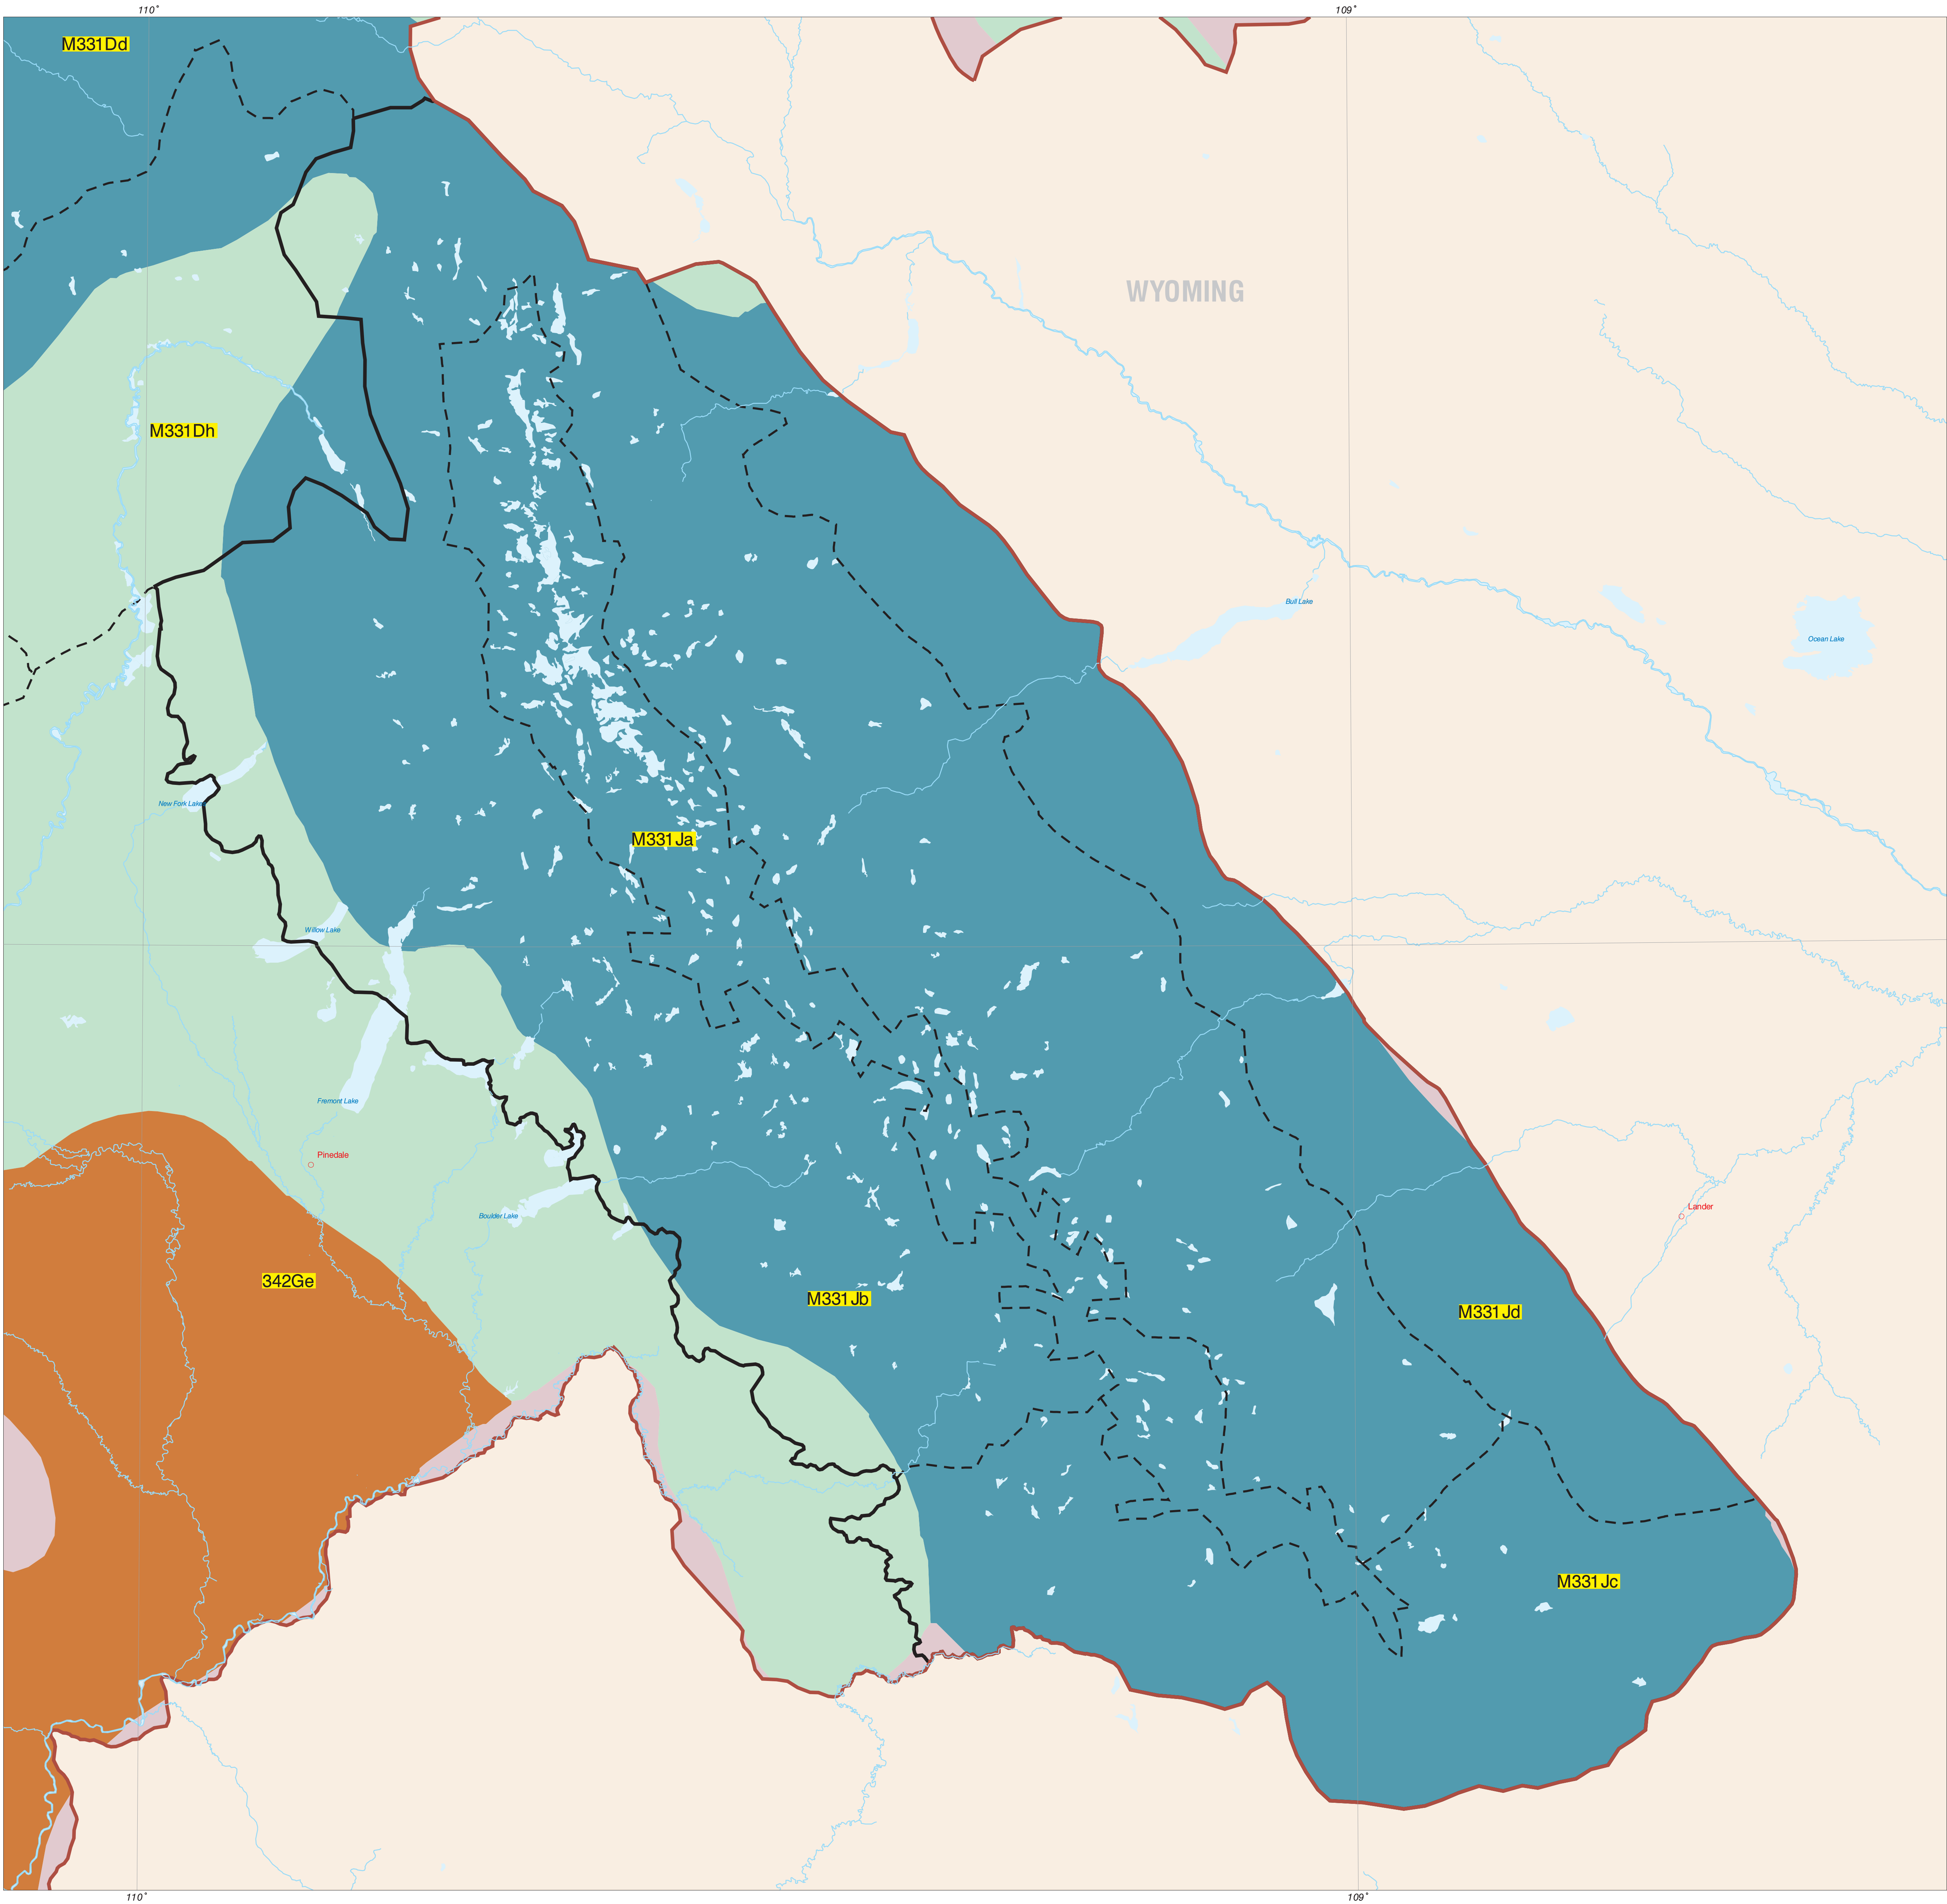 110°
109°
M331Dd
WYOMING
M331Dh
Bull Lake
Ocean Lake
New Fork Lake
M331Ja
Willow Lake
Fremont Lake
Pinedale
Lander
Boulder Lake
342Ge
M331Jb
M331Jd
M331Jc
110°
109°